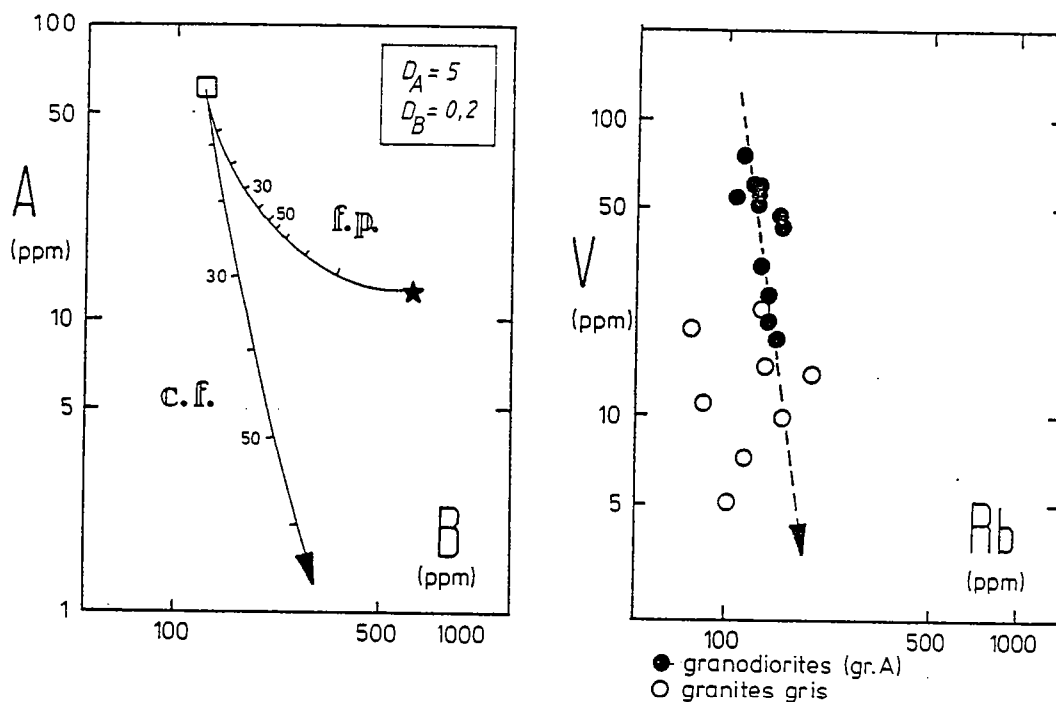 100
50
10
5
1
A
(ppm)
D_A = 5
D_B = 0,2
30
50
f.p.
30
50
c.f.
B
(ppm)
100
500
1000
100
50
10
5
V
(ppm)
Rb
(ppm)
100
500
1000
● granodiorites (gr.A)
○ granites gris